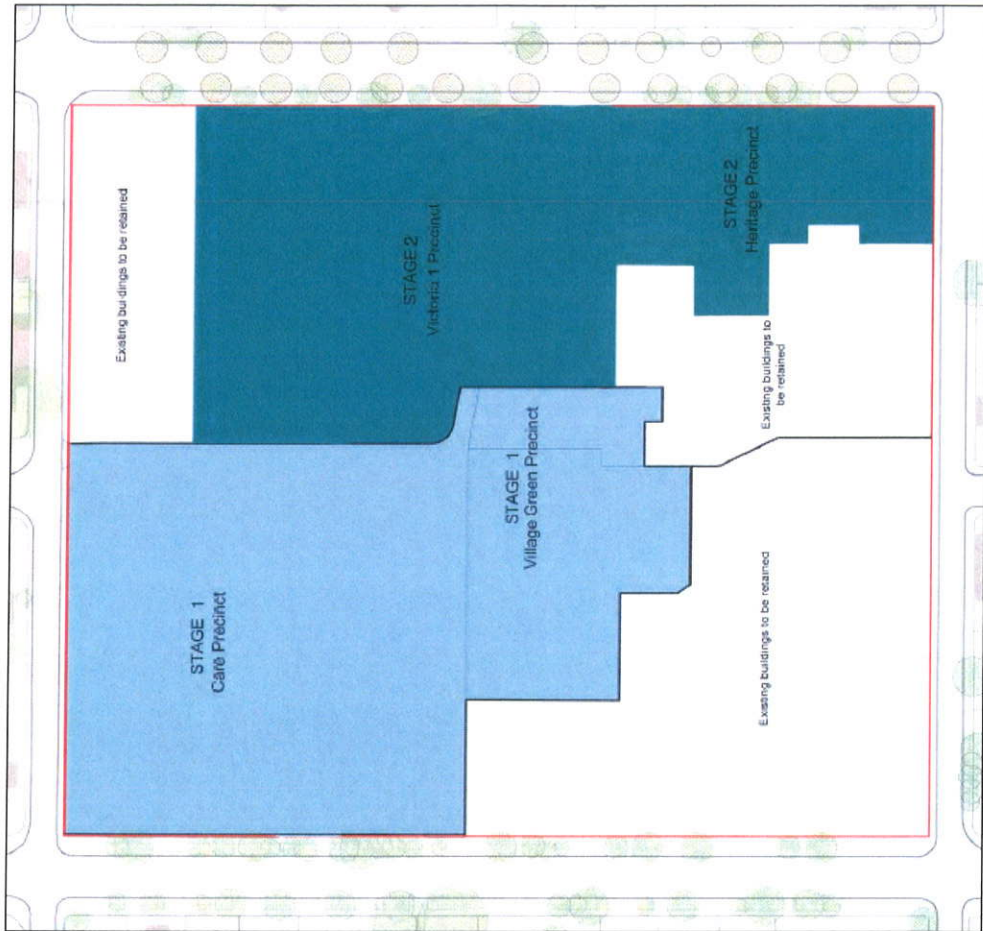 Existing buildings to be retained
STAGE 2
Victoria 1 Precinct
STAGE 2
Heritage Precinct
Existing buildings to
be retained
STAGE 1
Care Precinct
STAGE 1
Village Green Precinct
Existing buildings to be retained